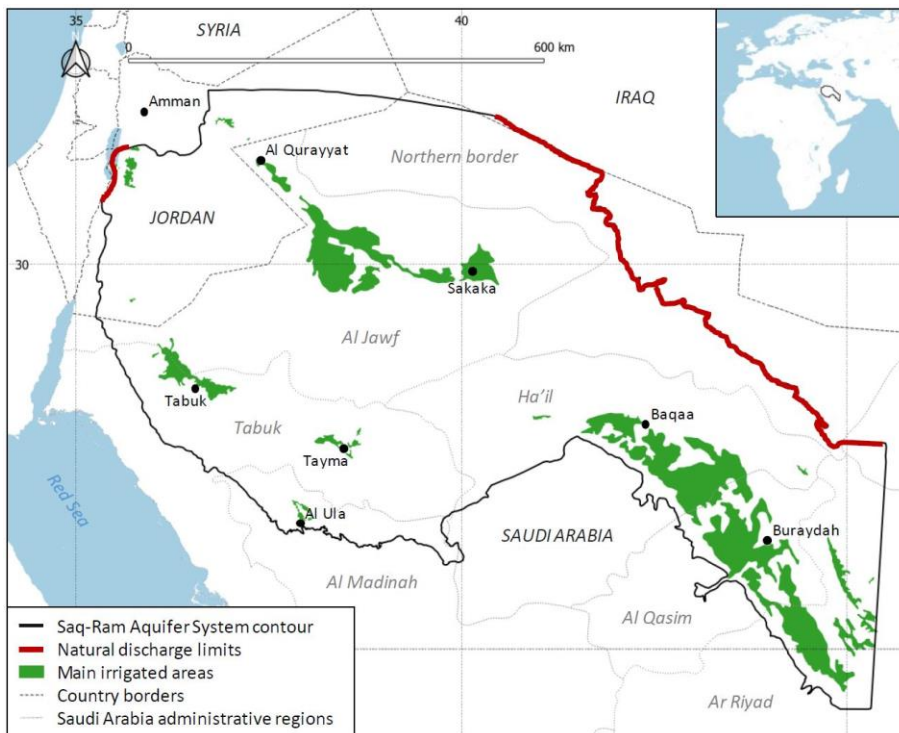 35
40
SYRIA
0
600 km
Amman
IRAQ
Al Qurayyat
Northern border
JORDAN
30
Sakaka
Al Jawf
Tabuk
Ha'il
Baqaa
Tabuk
Tayma
Red Sea
Al Ula
SAUDI ARABIA
Buraydah
Al Madinah
Al Qasim
Ar Riyad
Saq-Ram Aquifer System contour
Natural discharge limits
Main irrigated areas
Country borders
Saudi Arabia administrative regions